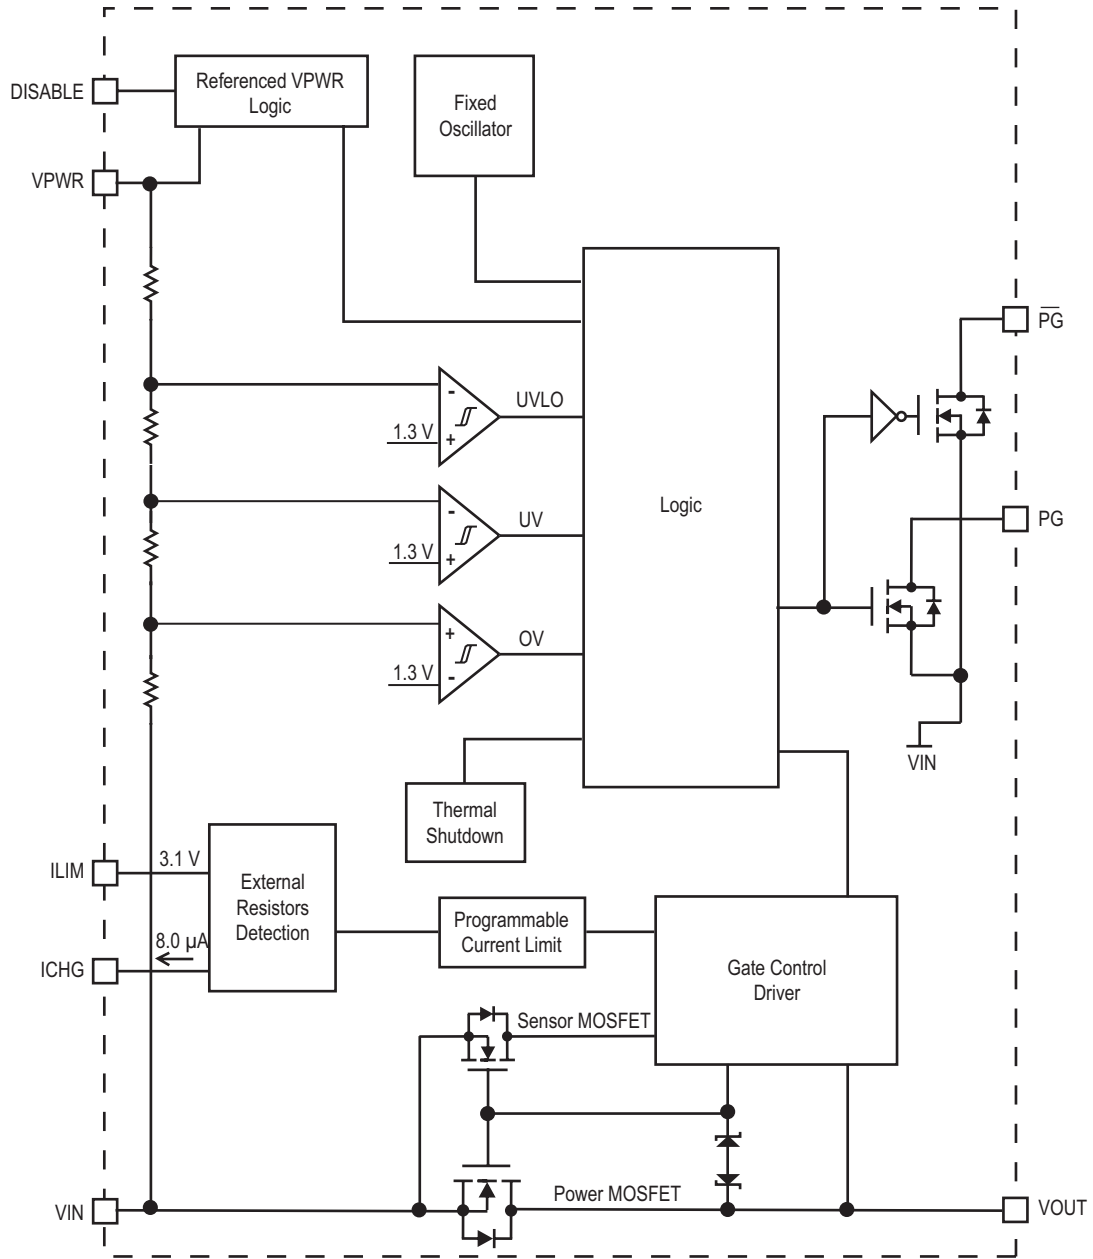 DISABLE
Referenced VPWR
Logic
Fixed
Oscillator
VPWR
P̅G̅
UVLO
-
1.3 V
+
Logic
PG
UV
-
1.3 V
+
OV
+
1.3 V
-
VIN
Thermal
Shutdown
ILIM
3.1 V
External
Resistors
Detection
Programmable
Current Limit
8.0 µA
ICHG
Gate Control
Driver
Sensor MOSFET
Power MOSFET
VIN
VOUT